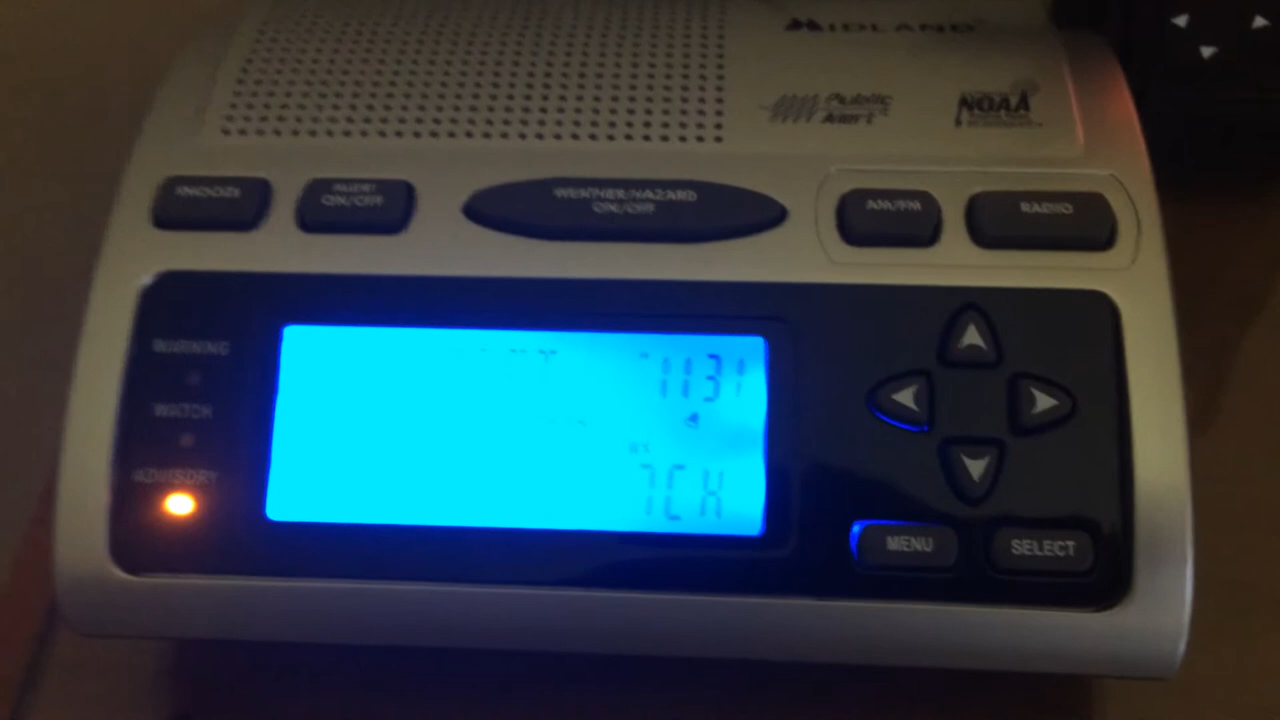 MIDLAND
Public
Alert
NOAA
SNOOZE
ALERT
ON/OFF
WEATHER/HAZARD
ON/OFF
AM/FM
RADIO
WARNING
WATCH
ADVISORY
1131
7CH
MENU
SELECT